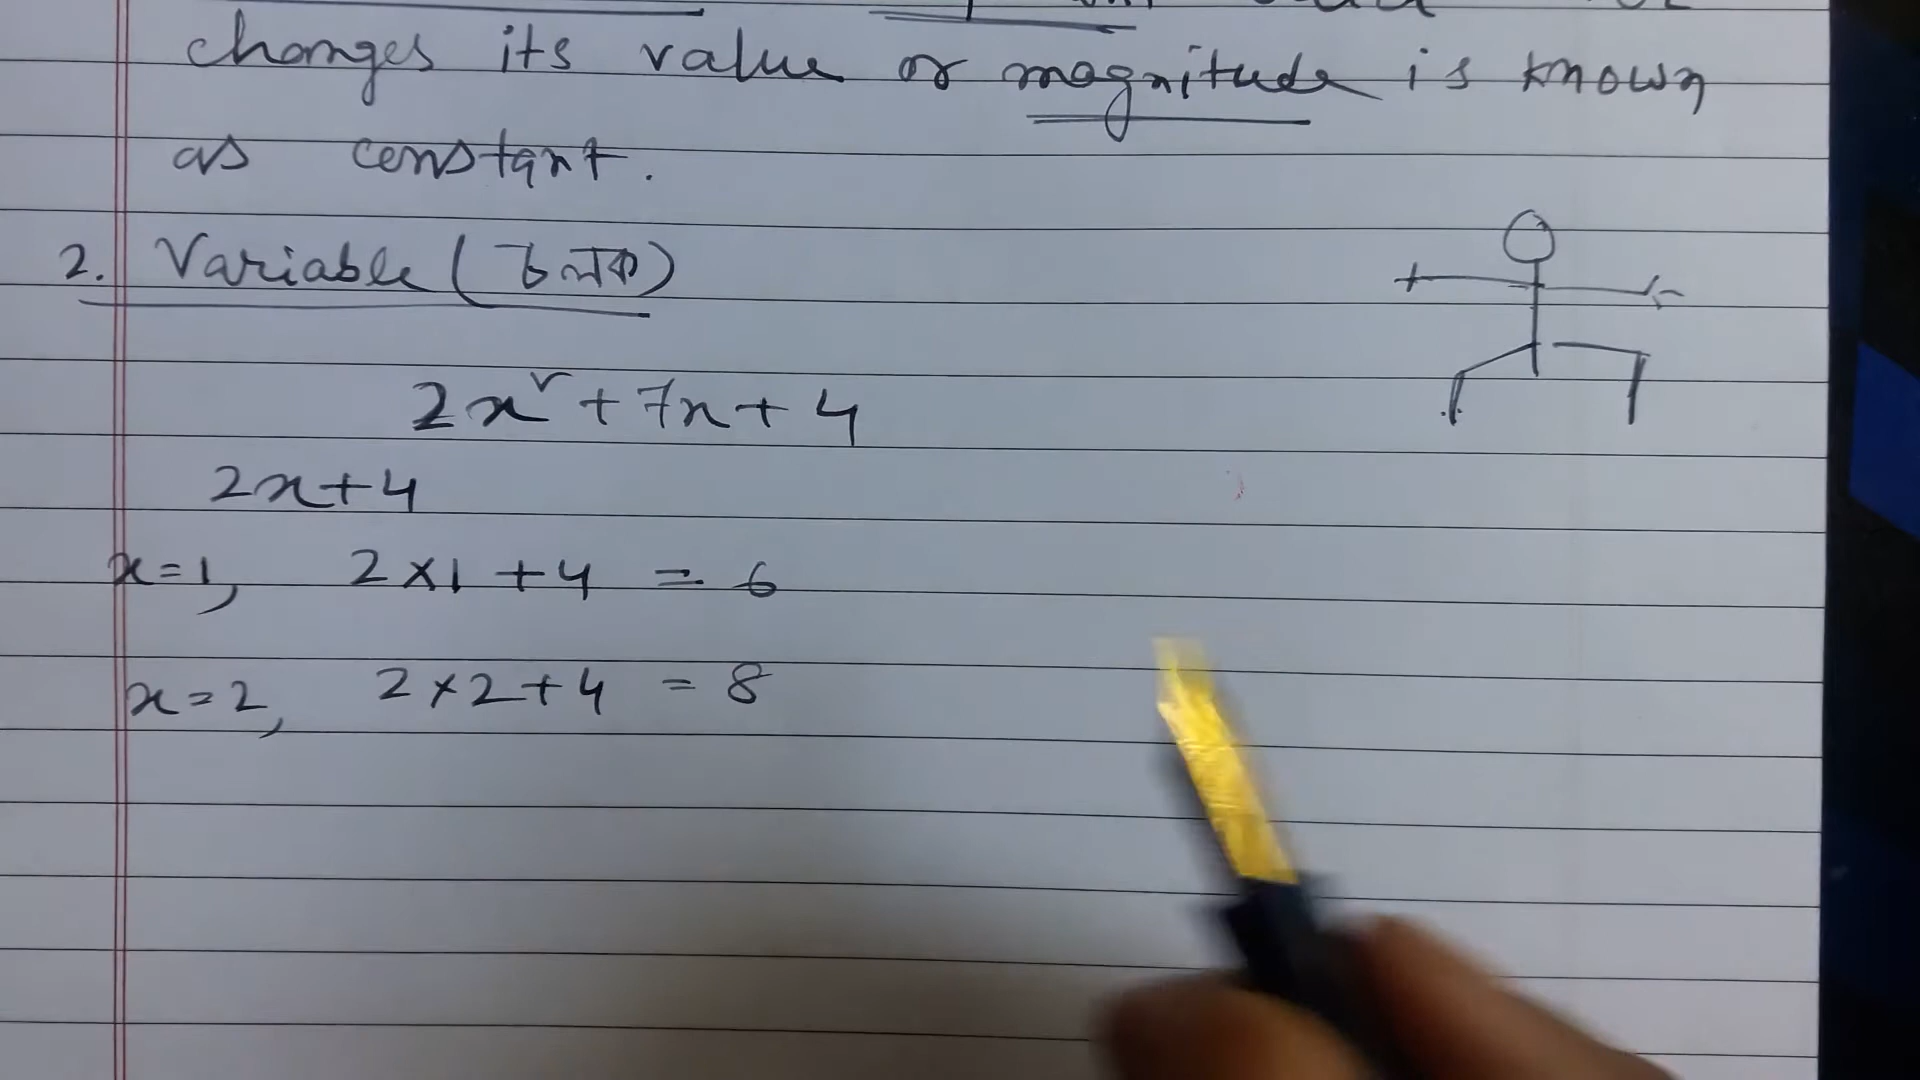 changes its value or magnitude is known
as constant.
2. Variable (চলক)
2x² + 7x + 4
2x+4
x=1, 2×1+4 = 6
x=2, 2×2+4 = 8